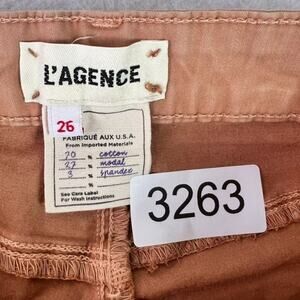 L'AGENCE
26
FABRIQUÉ AUX U.S.A.
From Imported Materials
70 % cotton
27 % modal
3 % spandex
%
See Care Label
For Wash Instructions
3263